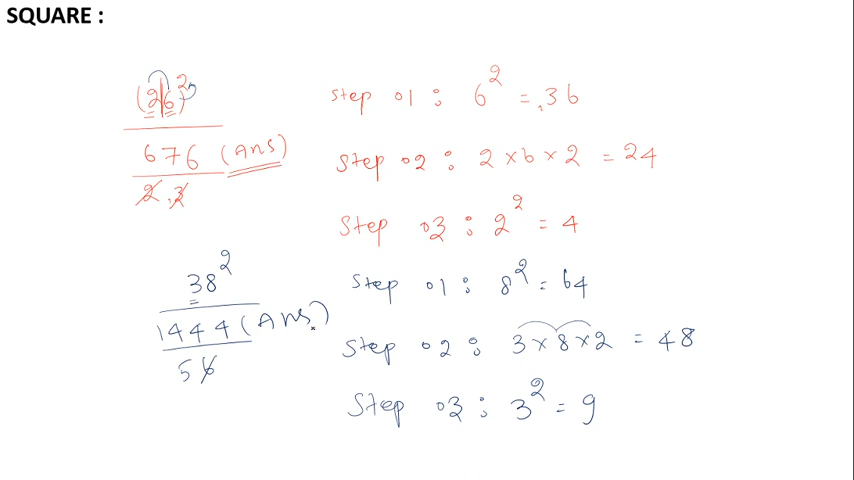 SQUARE :
(26)²
676 (Ans)
2,3
Step 01 : 6² = ,36
Step 02 : 2 × 6 × 2 = 24
Step 03 : 2² = 4
38²
1444 (Ans.)
56
Step 01 : 8² = 64
Step 02 : 3 × 8 × 2 = 48
Step 03 : 3² = 9